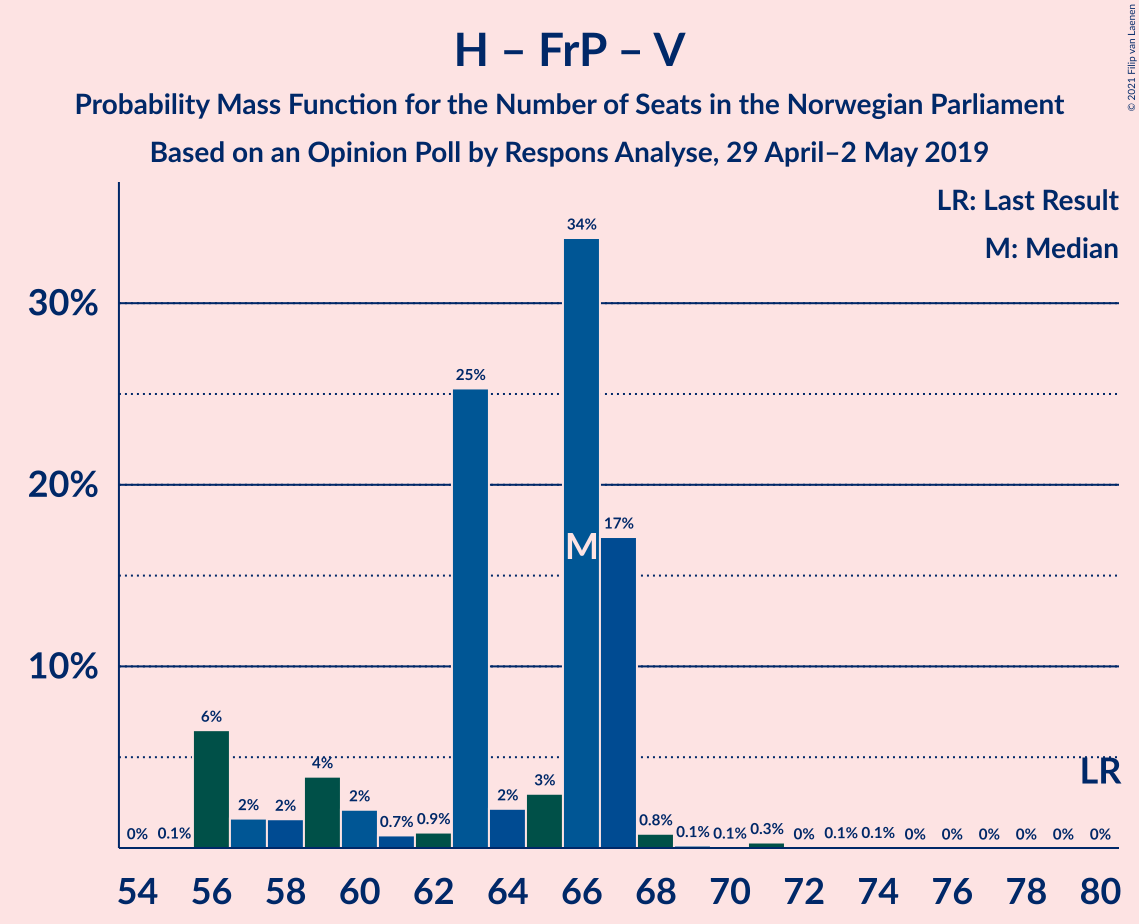 H – FrP – V
Probability Mass Function for the Number of Seats in the Norwegian Parliament
Based on an Opinion Poll by Respons Analyse, 29 April–2 May 2019
© 2021 Filip van Laenen
LR: Last Result
M: Median
30%
20%
10%
0% 0.1% 6% 2% 2% 4% 2% 0.7% 0.9% 25% 2% 3% 34% 17% 0.8% 0.1% 0.1% 0.3% 0% 0.1% 0.1% 0% 0% 0% 0% 0% 0%
M
LR
54 56 58 60 62 64 66 68 70 72 74 76 78 80